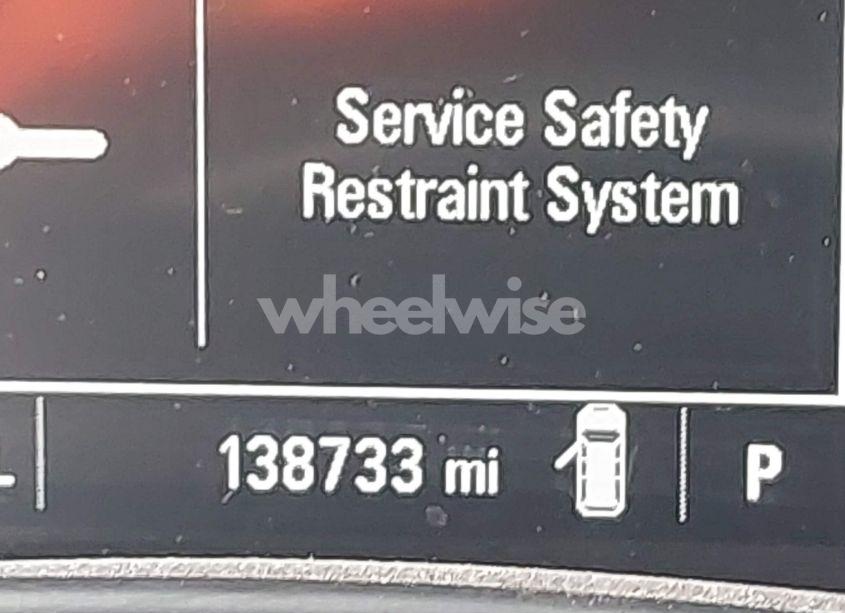 Service Safety
Restraint System
wheelwise
138733 mi
P